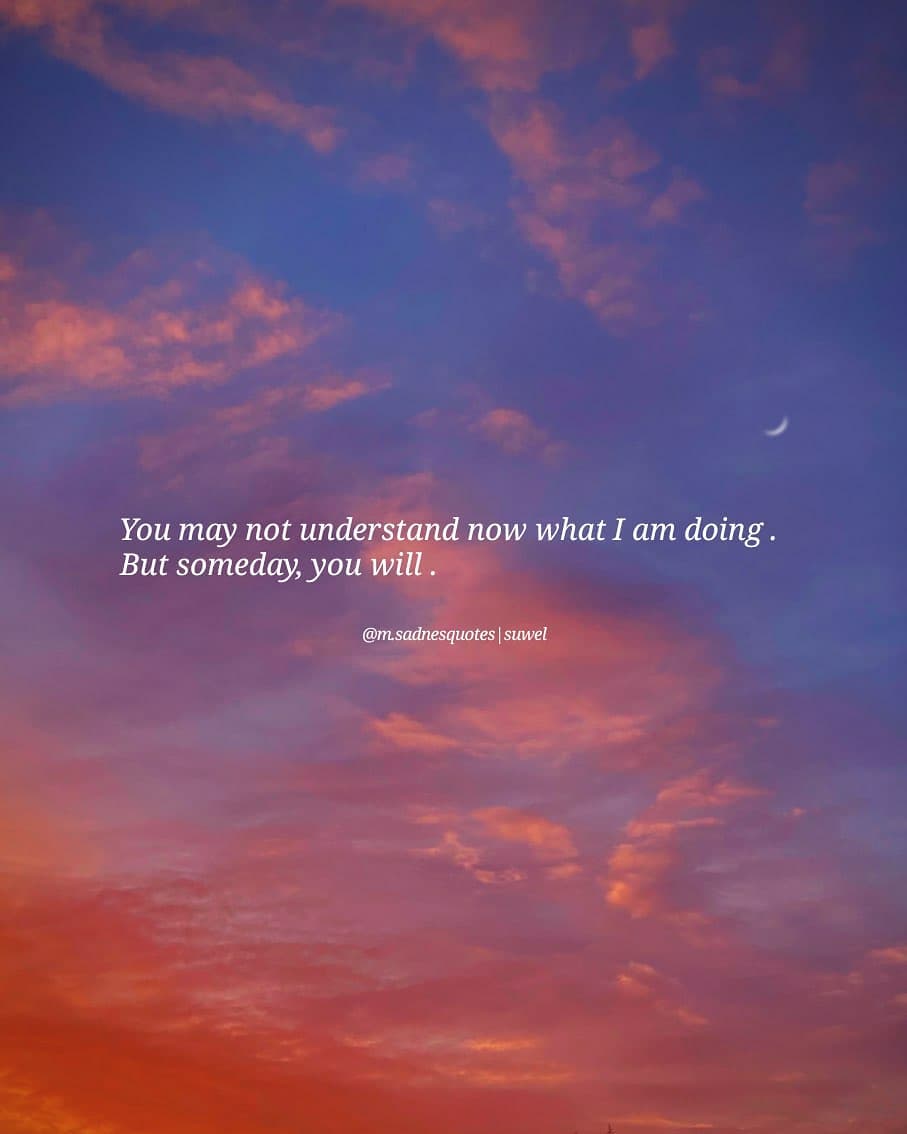 You may not understand now what I am doing .
But someday, you will .
@m.sadnesquotes|suwel